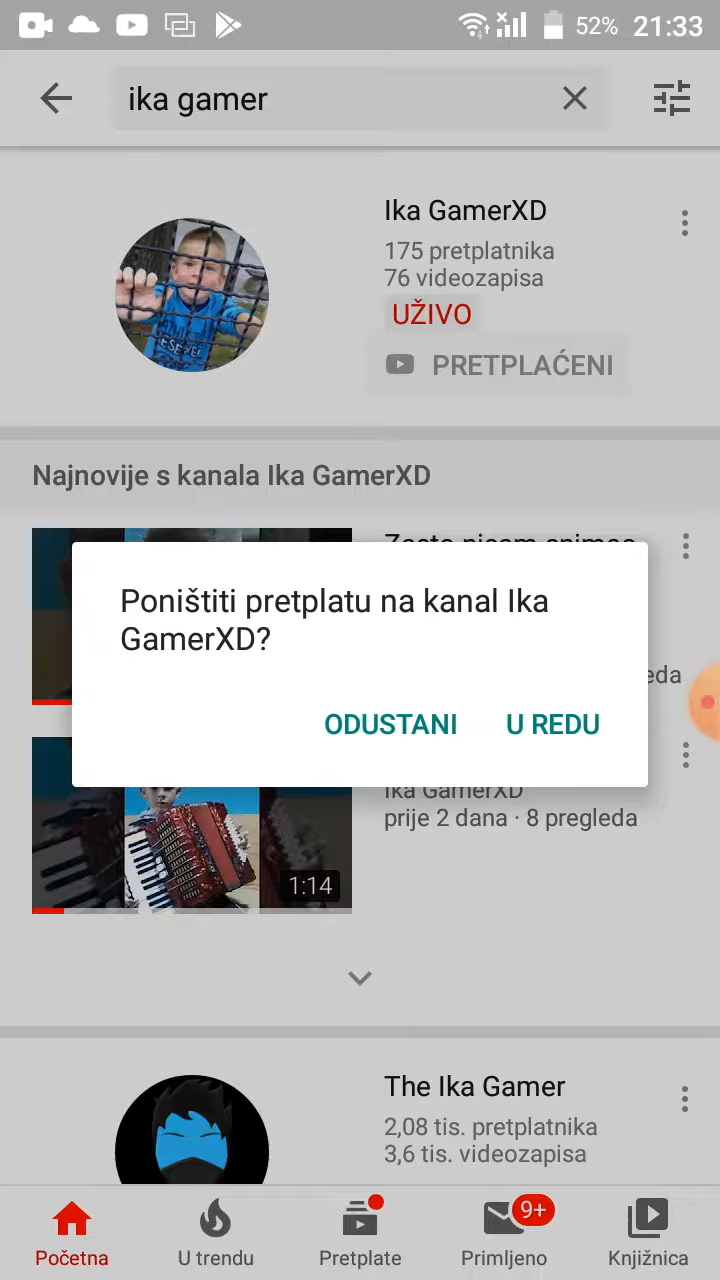 52% 21:33
ika gamer
Ika GamerXD
175 pretplatnika
76 videozapisa
UŽIVO
PRETPLAĆENI
Najnovije s kanala Ika GamerXD
Poništiti pretplatu na kanal Ika
GamerXD?
ODUSTANI U REDU
Ika GamerXD
prije 2 dana · 8 pregleda
1:14
The Ika Gamer
2,08 tis. pretplatnika
3,6 tis. videozapisa
9+
Početna U trendu Pretplate Primljeno Knjižnica